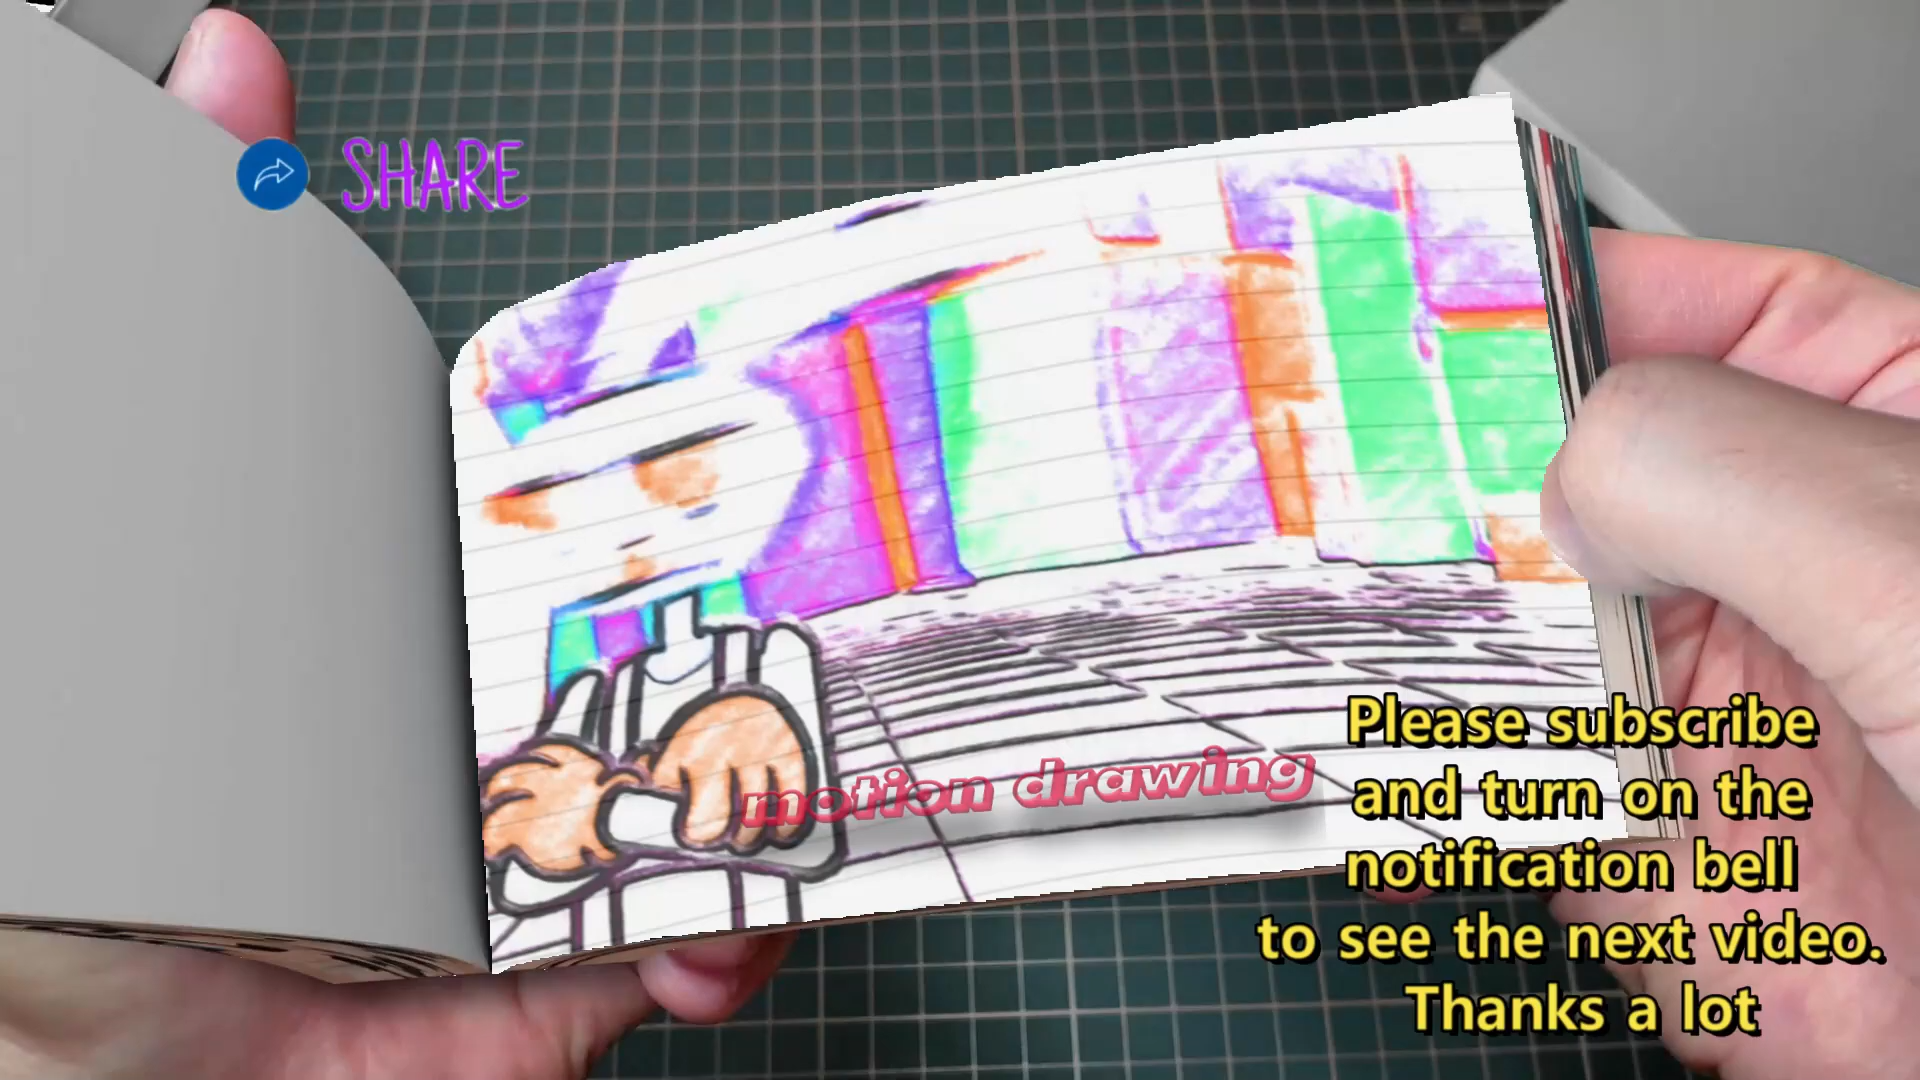 SHARE
motion drawing
Please subscribe
and turn on the
notification bell
to see the next video.
Thanks a lot